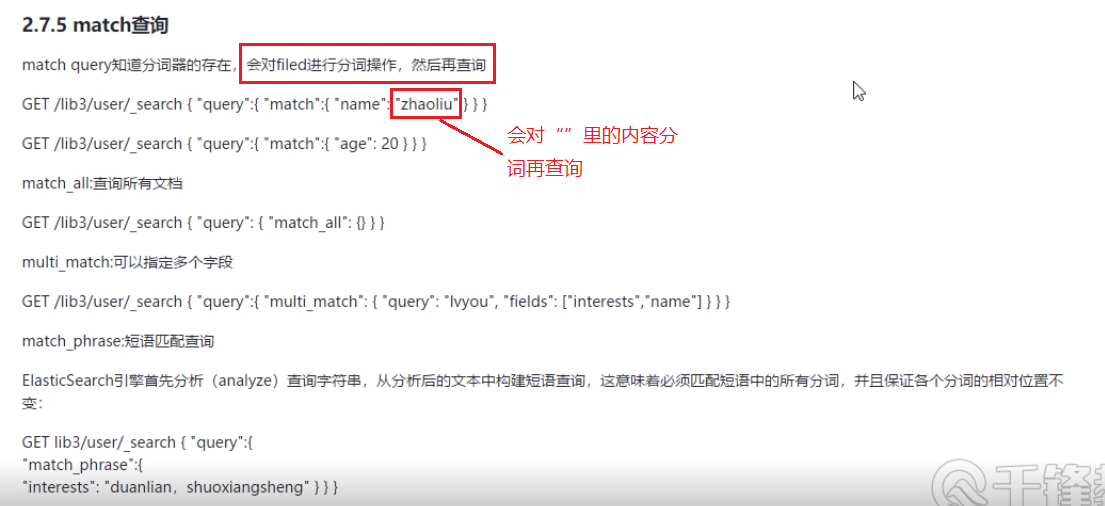 2.7.5 match查询
match query知道分词器的存在，会对filed进行分词操作，然后再查询
GET /lib3/user/_search { "query":{ "match":{ "name": "zhaoliu" } } }
会对“”里的内容分
词再查询
GET /lib3/user/_search { "query":{ "match":{ "age": 20 } } }
match_all:查询所有文档
GET /lib3/user/_search { "query": { "match_all": {} } }
multi_match:可以指定多个字段
GET /lib3/user/_search { "query":{ "multi_match": { "query": "lvyou", "fields": ["interests","name"] } } }
match_phrase:短语匹配查询
ElasticSearch引擎首先分析（analyze）查询字符串，从分析后的文本中构建短语查询，这意味着必须匹配短语中的所有分词，并且保证各个分词的相对位置不
变：
GET lib3/user/_search { "query":{
"match_phrase":{
"interests": "duanlian，shuoxiangsheng" } } }
千锋